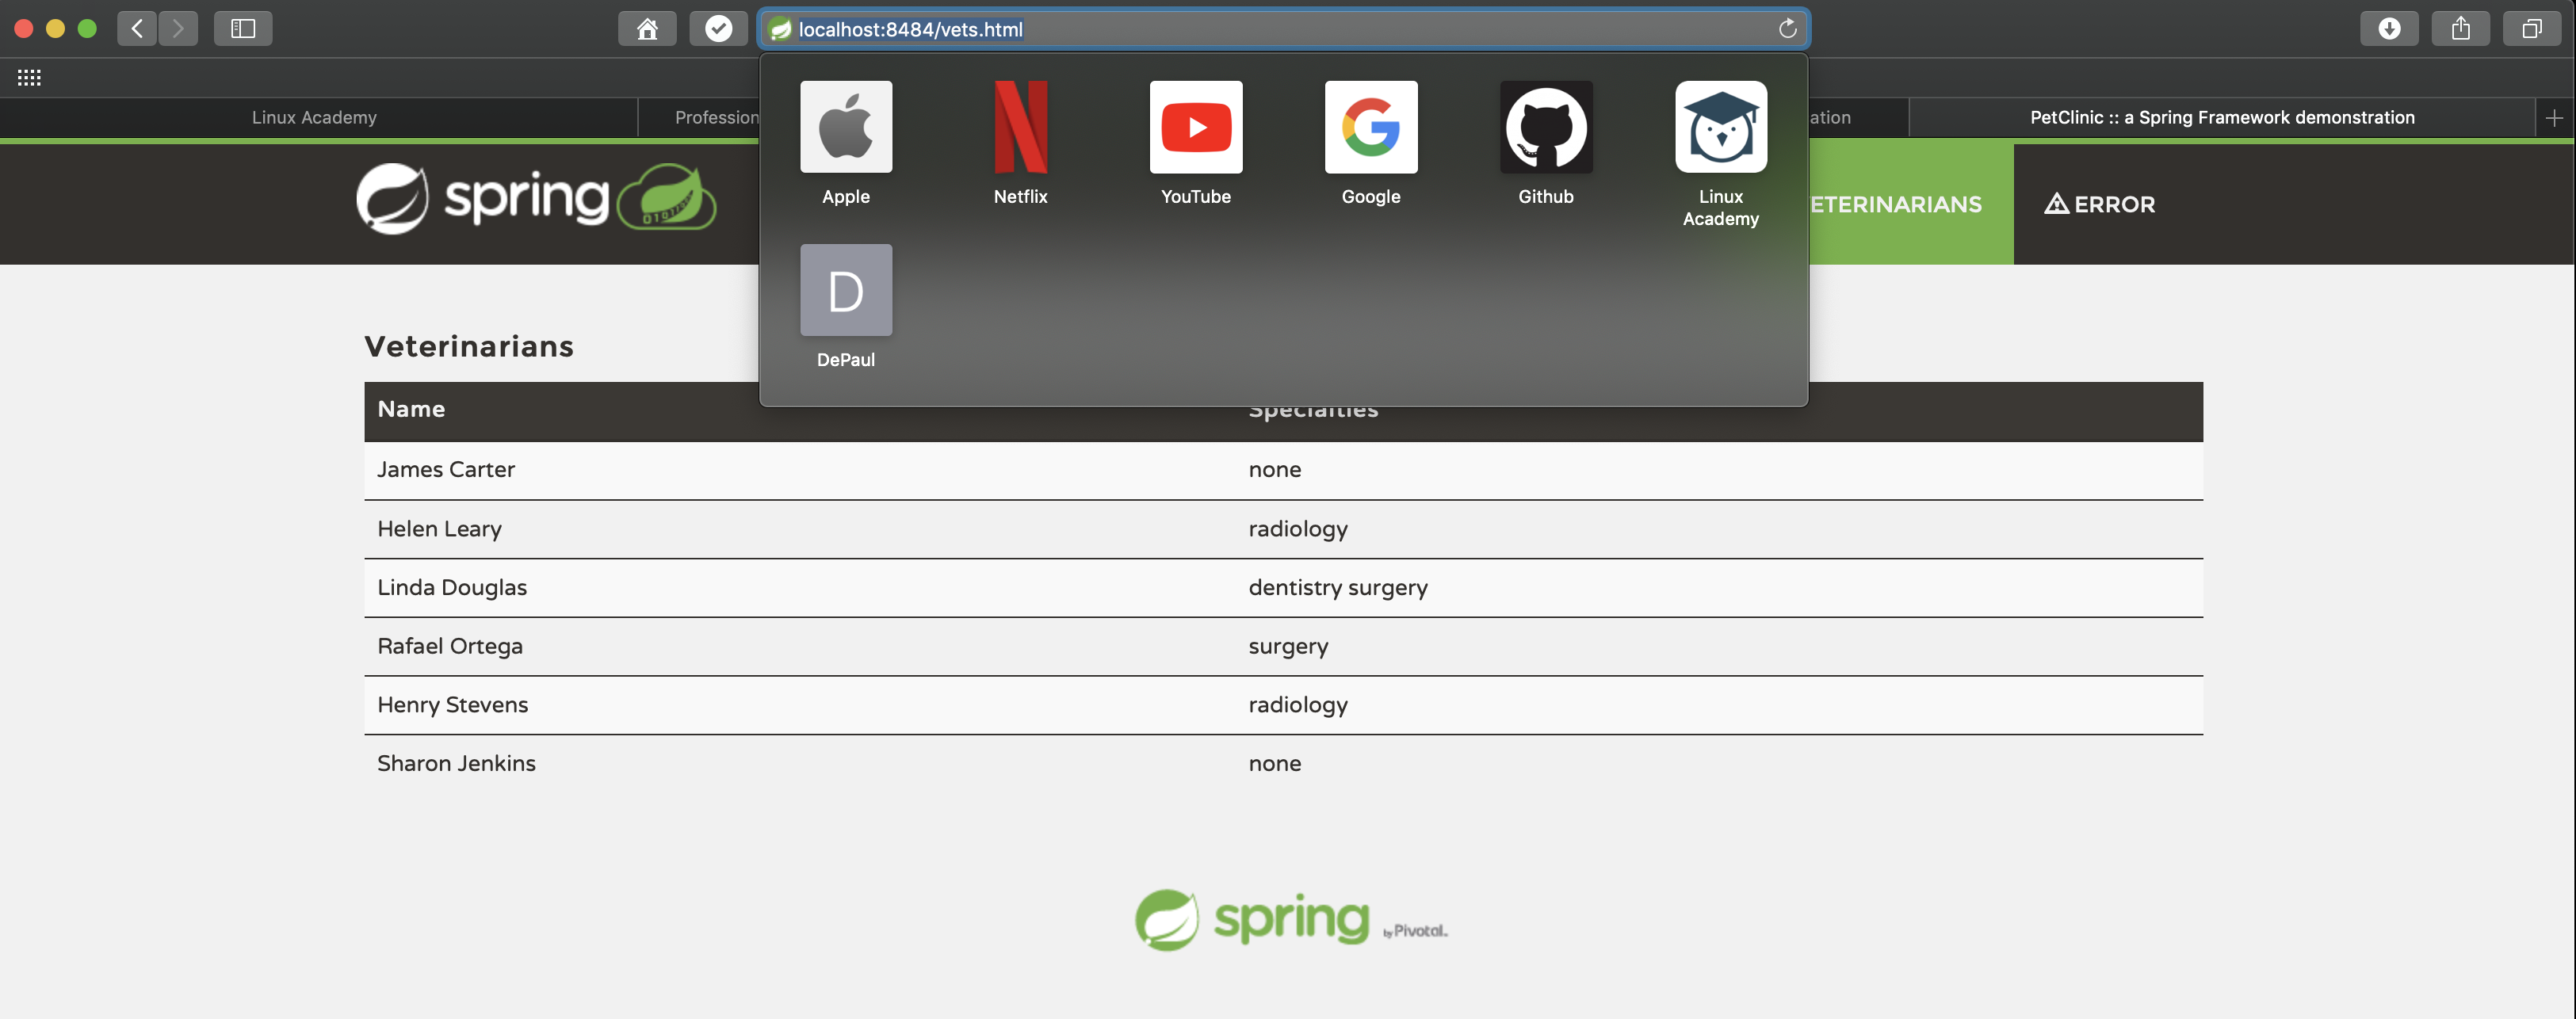 localhost:8484/vets.html
Apple
Netflix
YouTube
Google
Github
Linux
Academy
D
DePaul
Linux Academy
Profession
ation
PetClinic :: a Spring Framework demonstration
spring
ETERINARIANS
ERROR
Veterinarians
Name Specialties
James Carter none
Helen Leary radiology
Linda Douglas dentistry surgery
Rafael Ortega surgery
Henry Stevens radiology
Sharon Jenkins none
spring by Pivotal